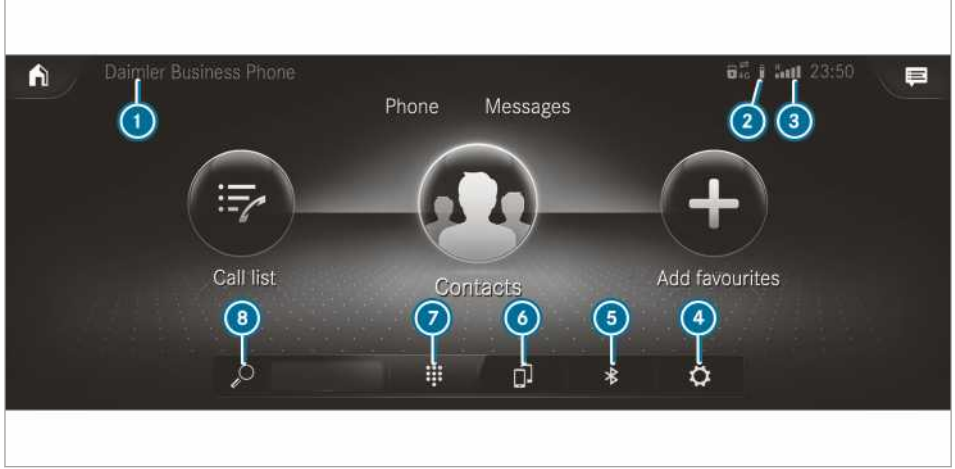 Daimler Business Phone
4G
23:50
1
2
3
Phone
Messages
Call list
Contacts
Add favourites
8
7
6
5
4